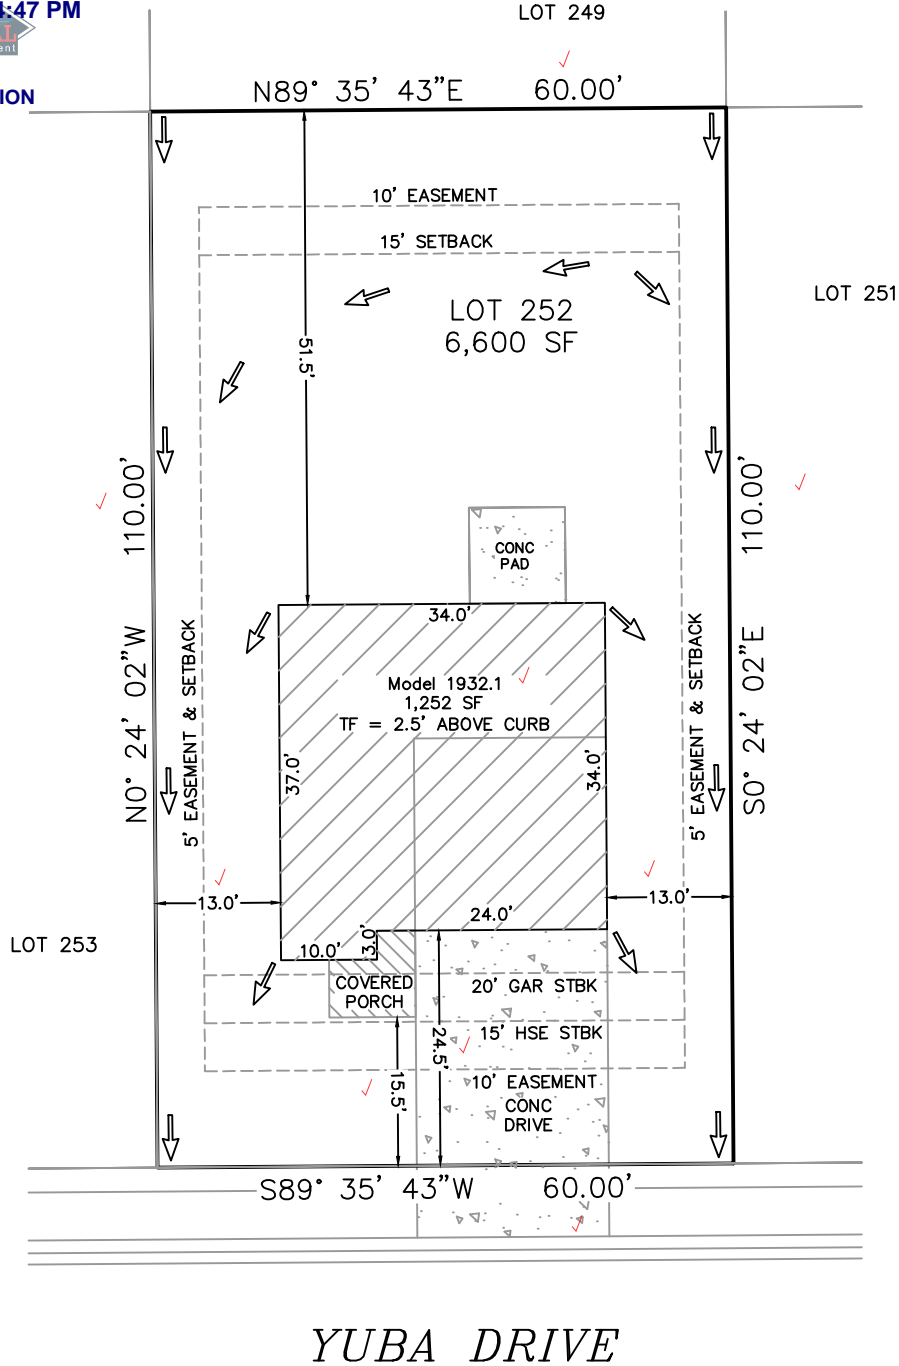 4:47 PM
AL
ent
ION
LOT 249
N89° 35' 43"E 60.00'
10' EASEMENT
15' SETBACK
LOT 252
6,600 SF
LOT 251
51.5'
110.00'
110.00'
CONC
PAD
34.0'
N0° 24' 02"W
5' EASEMENT & SETBACK
Model 1932.1
1,252 SF
TF = 2.5' ABOVE CURB
37.0'
34.0'
5' EASEMENT & SETBACK
S0° 24' 02"E
13.0'
13.0'
24.0'
10.0'
3.0'
LOT 253
COVERED
PORCH
20' GAR STBK
15' HSE STBK
24.5'
15.5'
10' EASEMENT
CONC
DRIVE
S89° 35' 43"W 60.00'
YUBA DRIVE